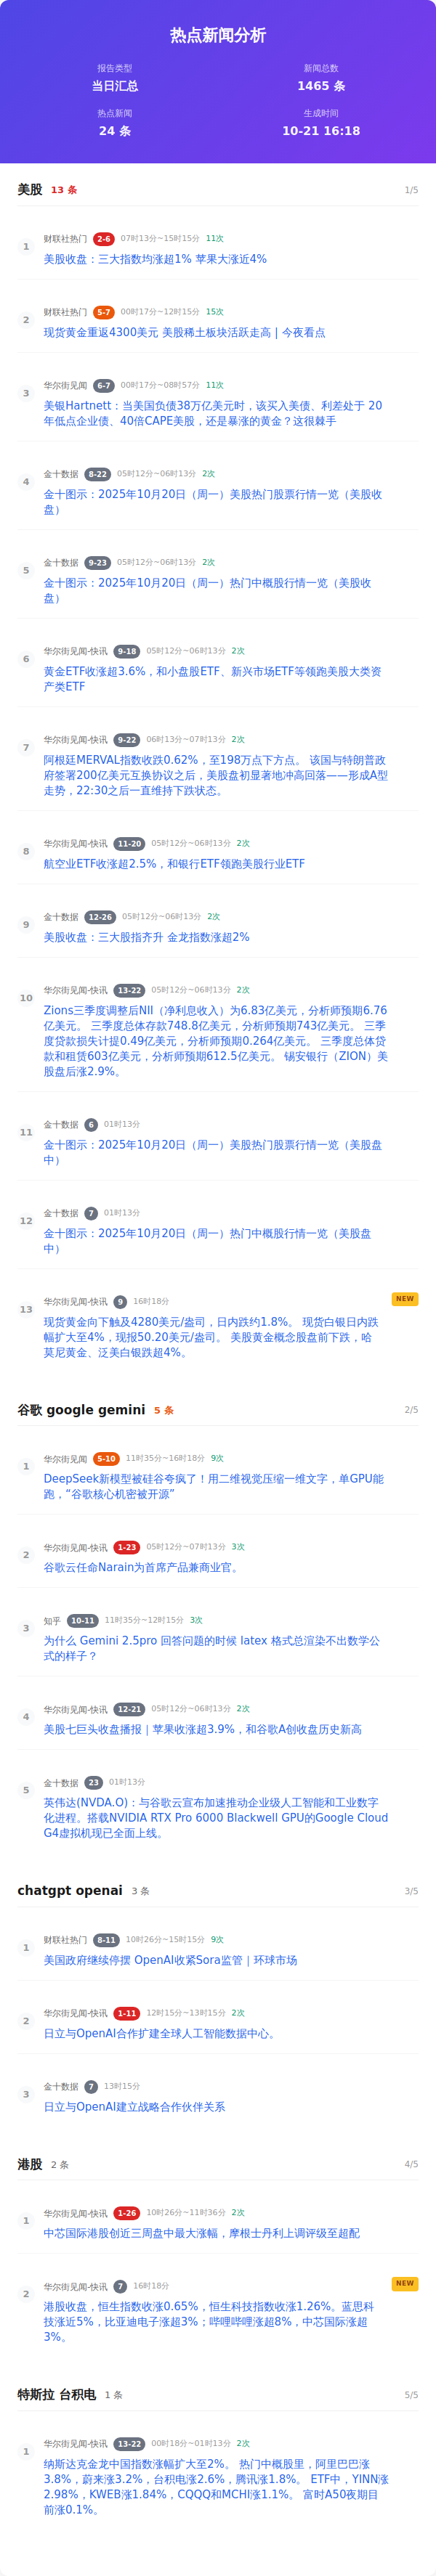 热点新闻分析
报告类型
新闻总数
当日汇总
1465 条
热点新闻
生成时间
24 条
10-21 16:18
美股 13 条 1/5
1
财联社热门 2-6 07时13分~15时15分 11次
美股收盘：三大指数均涨超1% 苹果大涨近4%
2
财联社热门 5-7 00时17分~12时15分 15次
现货黄金重返4300美元 美股稀土板块活跃走高 | 今夜看点
3
华尔街见闻 6-7 00时17分~08时57分 11次
美银Hartnett：当美国负债38万亿美元时，该买入美债、利差处于 20
年低点企业债、40倍CAPE美股，还是暴涨的黄金？这很棘手
4
金十数据 8-22 05时12分~06时13分 2次
金十图示：2025年10月20日（周一）美股热门股票行情一览（美股收
盘）
5
金十数据 9-23 05时12分~06时13分 2次
金十图示：2025年10月20日（周一）热门中概股行情一览（美股收
盘）
6
华尔街见闻-快讯 9-18 05时12分~06时13分 2次
黄金ETF收涨超3.6%，和小盘股ETF、新兴市场ETF等领跑美股大类资
产类ETF
7
华尔街见闻-快讯 9-22 06时13分~07时13分 2次
阿根廷MERVAL指数收跌0.62%，至198万点下方点。 该国与特朗普政
府签署200亿美元互换协议之后，美股盘初显著地冲高回落——形成A型
走势，22:30之后一直维持下跌状态。
8
华尔街见闻-快讯 11-20 05时12分~06时13分 2次
航空业ETF收涨超2.5%，和银行ETF领跑美股行业ETF
9
金十数据 12-26 05时12分~06时13分 2次
美股收盘：三大股指齐升 金龙指数涨超2%
10
华尔街见闻-快讯 13-22 05时12分~06时13分 2次
Zions三季度调整后NII（净利息收入）为6.83亿美元，分析师预期6.76
亿美元。 三季度总体存款748.8亿美元，分析师预期743亿美元。 三季
度贷款损失计提0.49亿美元，分析师预期0.264亿美元。 三季度总体贷
款和租赁603亿美元，分析师预期612.5亿美元。 锡安银行（ZION）美
股盘后涨2.9%。
11
金十数据 6 01时13分
金十图示：2025年10月20日（周一）美股热门股票行情一览（美股盘
中）
12
金十数据 7 01时13分
金十图示：2025年10月20日（周一）热门中概股行情一览（美股盘
中）
13
华尔街见闻-快讯 9 16时18分 NEW
现货黄金向下触及4280美元/盎司，日内跌约1.8%。 现货白银日内跌
幅扩大至4%，现报50.20美元/盎司。 美股黄金概念股盘前下跌，哈
莫尼黄金、泛美白银跌超4%。
谷歌 google gemini 5 条 2/5
1
华尔街见闻 5-10 11时35分~16时18分 9次
DeepSeek新模型被硅谷夸疯了！用二维视觉压缩一维文字，单GPU能
跑，“谷歌核心机密被开源”
2
华尔街见闻-快讯 1-23 05时12分~07时13分 3次
谷歌云任命Narain为首席产品兼商业官。
3
知乎 10-11 11时35分~12时15分 3次
为什么 Gemini 2.5pro 回答问题的时候 latex 格式总渲染不出数学公
式的样子？
4
华尔街见闻-快讯 12-21 05时12分~06时13分 2次
美股七巨头收盘播报｜苹果收涨超3.9%，和谷歌A创收盘历史新高
5
金十数据 23 01时13分
英伟达(NVDA.O)：与谷歌云宣布加速推动企业级人工智能和工业数字
化进程。搭载NVIDIA RTX Pro 6000 Blackwell GPU的Google Cloud
G4虚拟机现已全面上线。
chatgpt openai 3 条 3/5
1
财联社热门 8-11 10时26分~15时15分 9次
美国政府继续停摆 OpenAI收紧Sora监管｜环球市场
2
华尔街见闻-快讯 1-11 12时15分~13时15分 2次
日立与OpenAI合作扩建全球人工智能数据中心。
3
金十数据 7 13时15分
日立与OpenAI建立战略合作伙伴关系
港股 2 条 4/5
1
华尔街见闻-快讯 1-26 10时26分~11时36分 2次
中芯国际港股创近三周盘中最大涨幅，摩根士丹利上调评级至超配
2
华尔街见闻-快讯 7 16时18分 NEW
港股收盘，恒生指数收涨0.65%，恒生科技指数收涨1.26%。蓝思科
技涨近5%，比亚迪电子涨超3%；哔哩哔哩涨超8%，中芯国际涨超
3%。
特斯拉 台积电 1 条 5/5
1
华尔街见闻-快讯 13-22 00时18分~01时13分 2次
纳斯达克金龙中国指数涨幅扩大至2%。 热门中概股里，阿里巴巴涨
3.8%，蔚来涨3.2%，台积电涨2.6%，腾讯涨1.8%。 ETF中，YINN涨
2.98%，KWEB涨1.84%，CQQQ和MCHI涨1.1%。 富时A50夜期目
前涨0.1%。